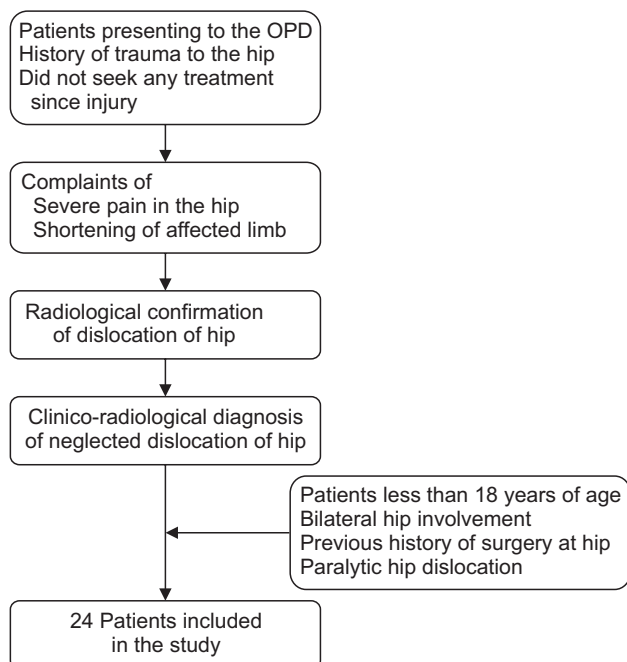 Patients presenting to the OPD
History of trauma to the hip
Did not seek any treatment
since injury
Complaints of
Severe pain in the hip
Shortening of affected limb
Radiological confirmation
of dislocation of hip
Clinico-radiological diagnosis
of neglected dislocation of hip
Patients less than 18 years of age
Bilateral hip involvement
Previous history of surgery at hip
Paralytic hip dislocation
24 Patients included
in the study